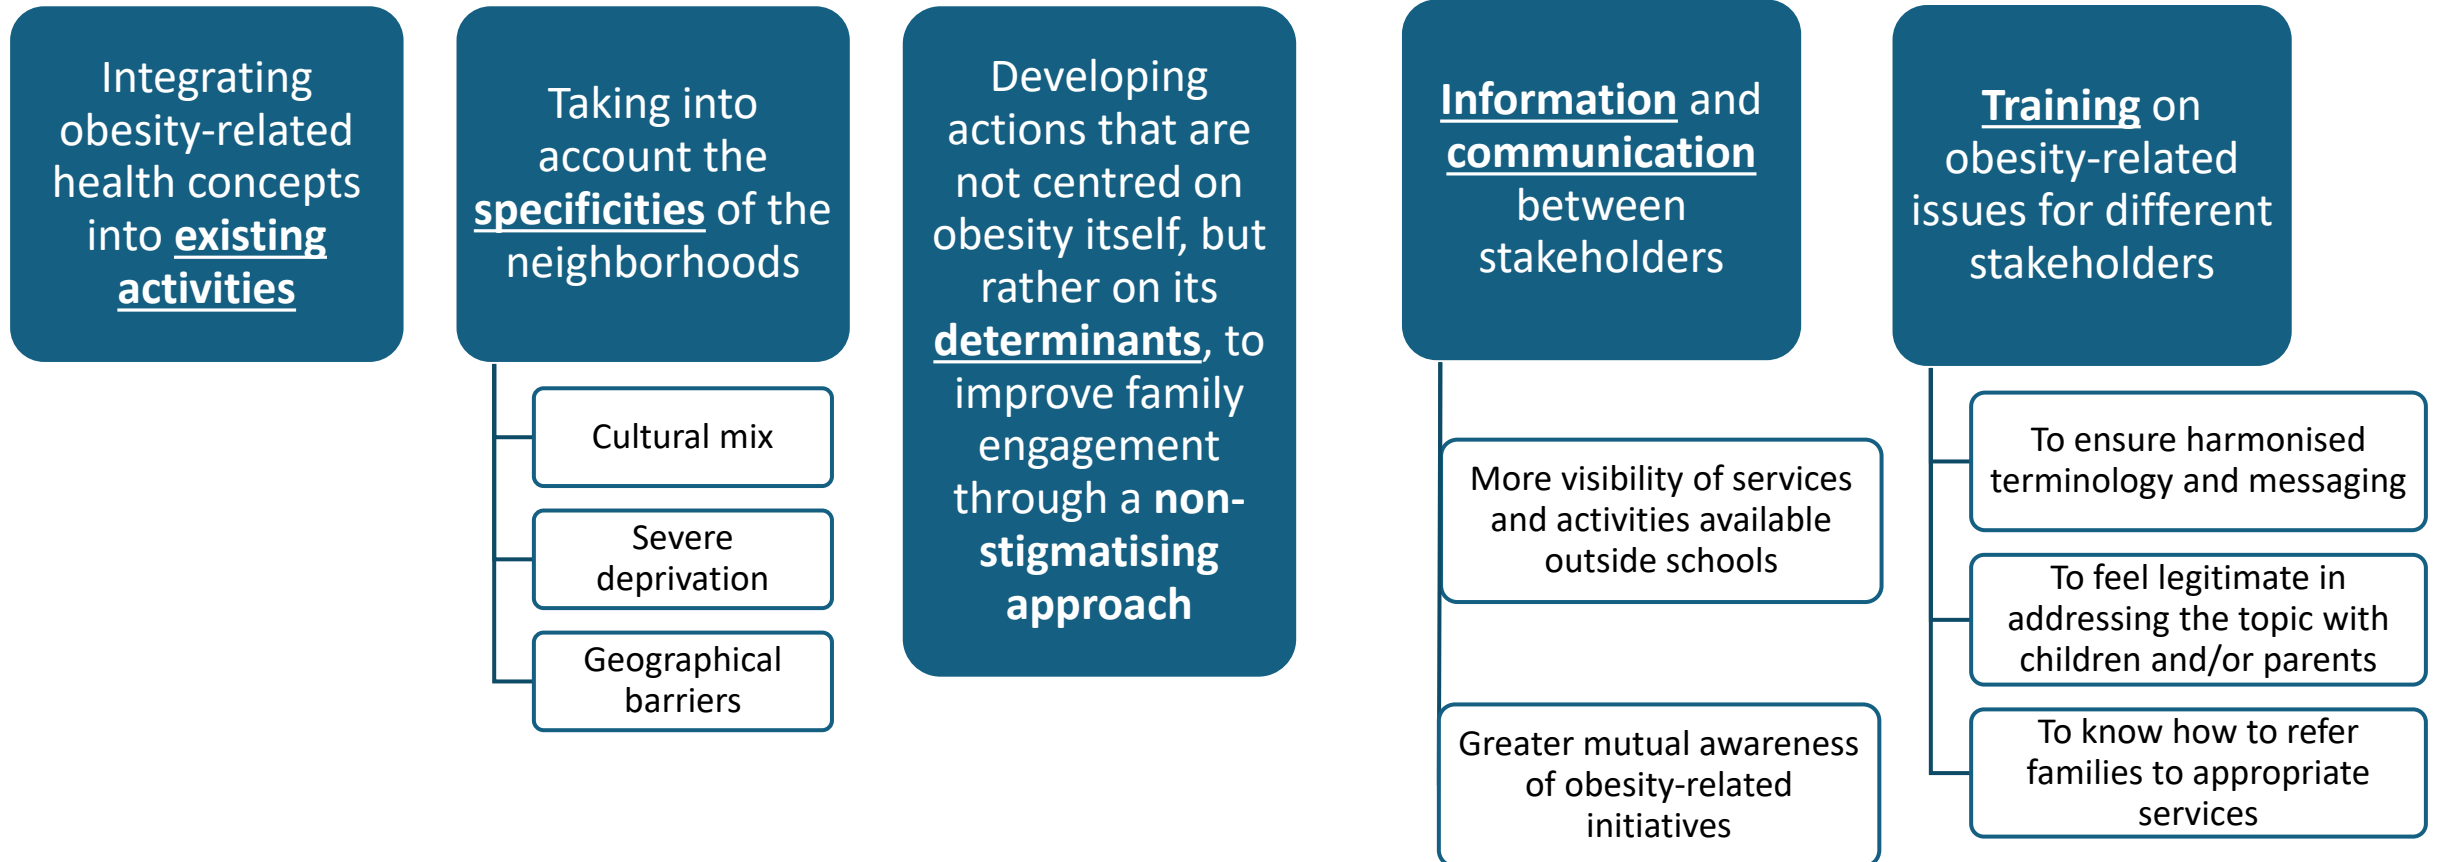 Integrating
obesity-related
health concepts
into existing
activities
Taking into
account the
specificities of the
neighborhoods
Cultural mix
Severe
deprivation
Geographical
barriers
Developing
actions that are
not centred on
obesity itself, but
rather on its
determinants, to
improve family
engagement
through a non-
stigmatising
approach
Information and
communication
between
stakeholders
More visibility of services
and activities available
outside schools
Greater mutual awareness
of obesity-related
initiatives
Training on
obesity-related
issues for different
stakeholders
To ensure harmonised
terminology and messaging
To feel legitimate in
addressing the topic with
children and/or parents
To know how to refer
families to appropriate
services